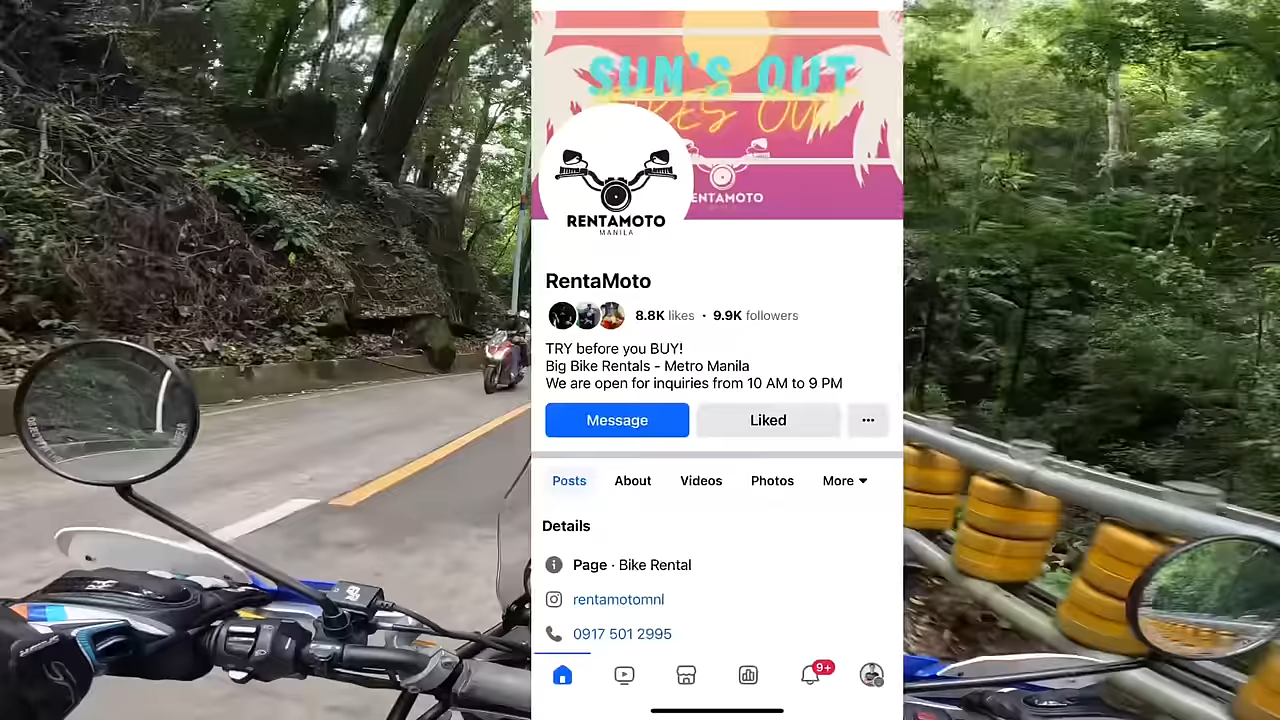 SUM'S OUT
RENTAMOTO
MANILA
ENTAMOTO
RentaMoto
8.8K likes · 9.9K followers
TRY before you BUY!
Big Bike Rentals - Metro Manila
We are open for inquiries from 10 AM to 9 PM
Message
Liked
Posts
About
Videos
Photos
More
Details
Page · Bike Rental
rentamotomnl
0917 501 2995
9+